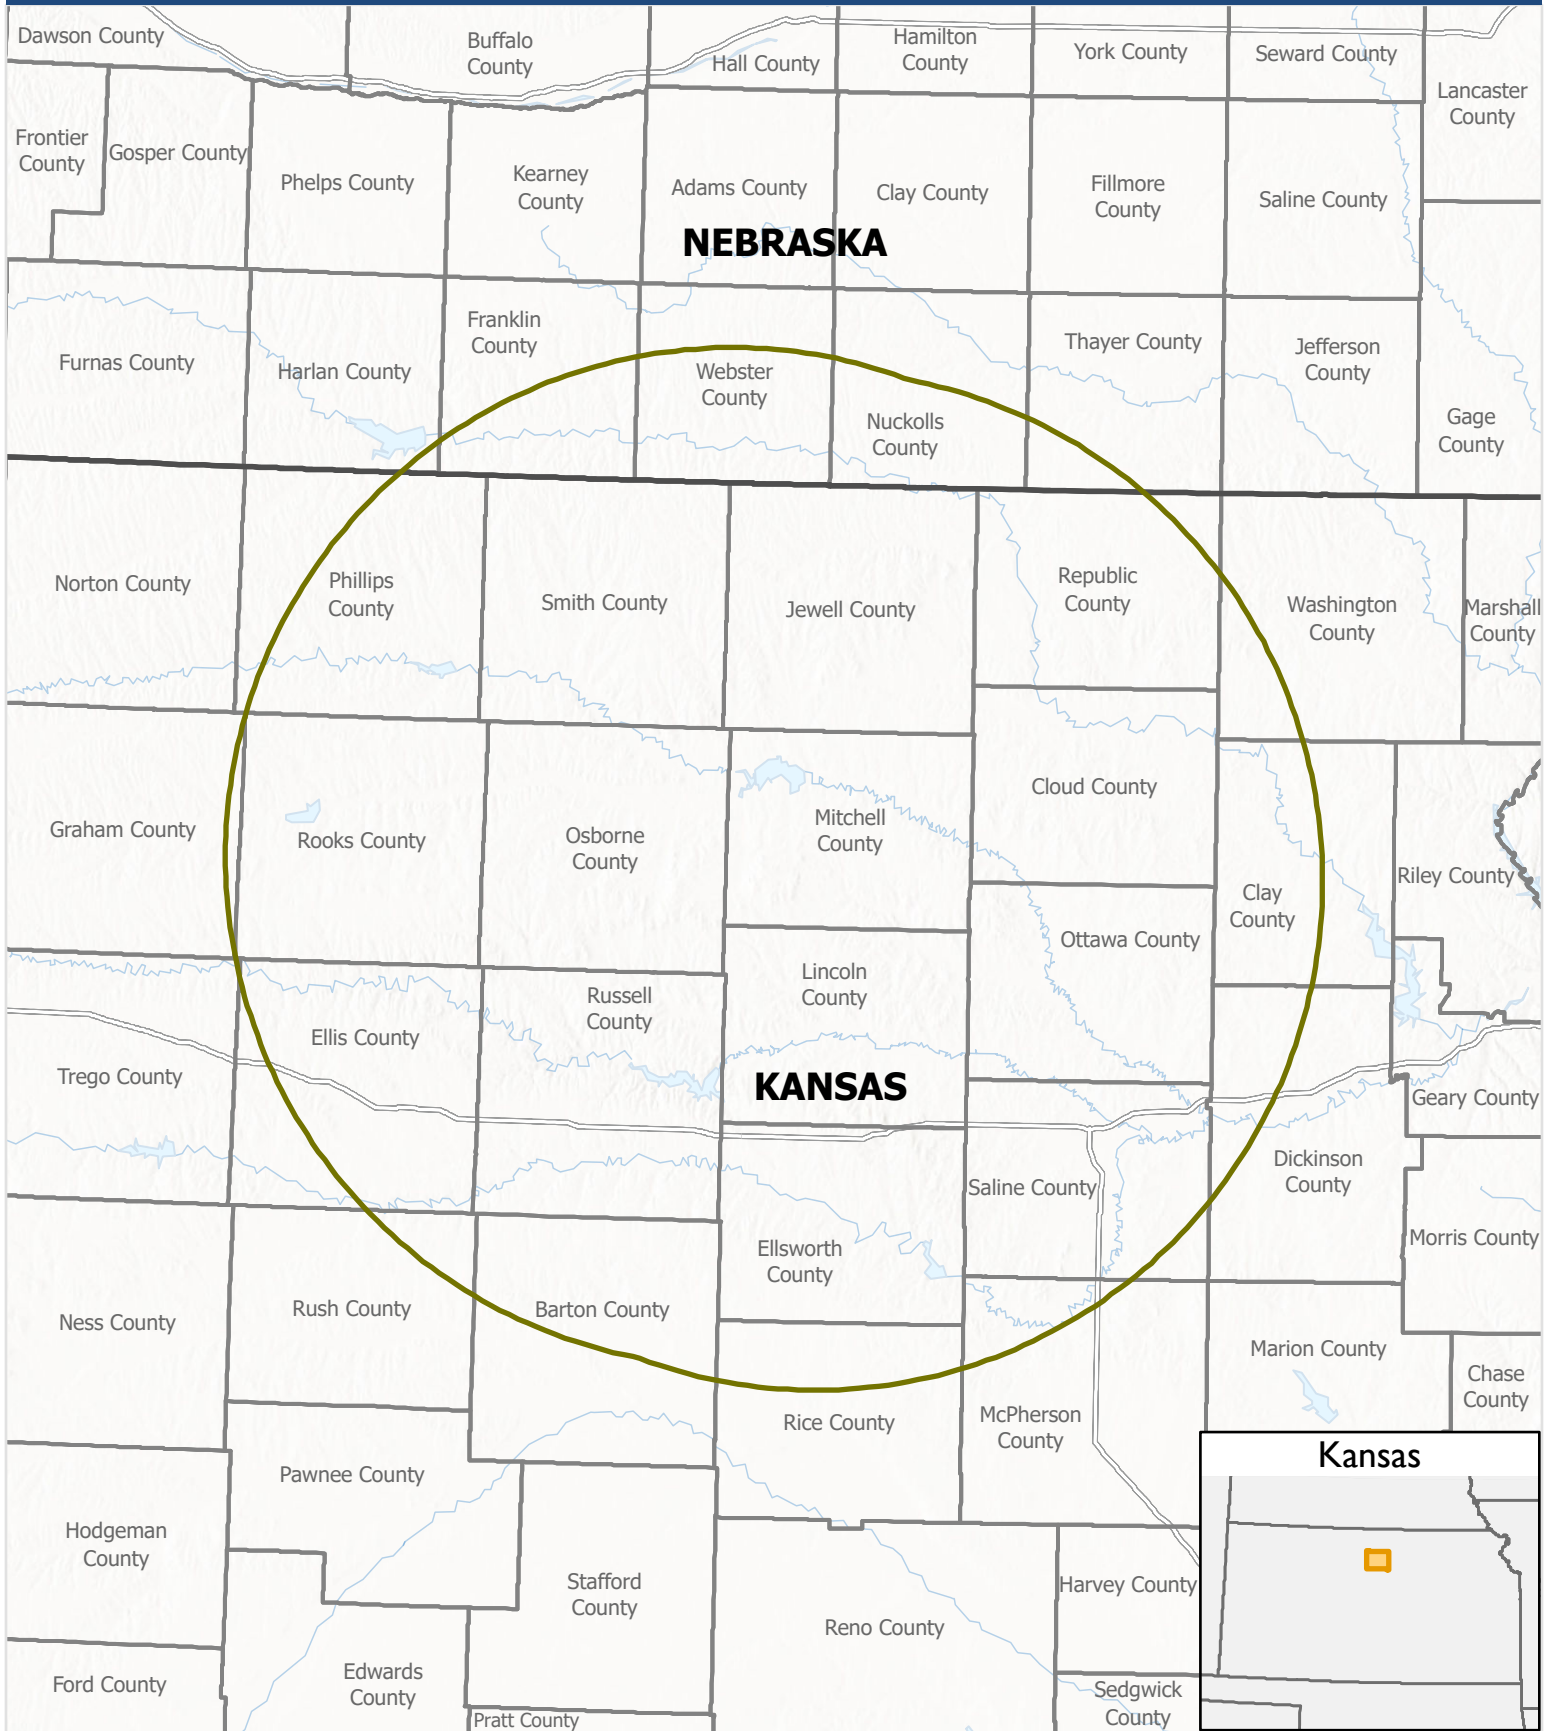 Dawson County
Buffalo
County
Hall County
Hamilton
County
York County
Seward County
Lancaster
County
Frontier
County
Gosper County
Phelps County
Kearney
County
Adams County
Clay County
Fillmore
County
Saline County
NEBRASKA
Furnas County
Harlan County
Franklin
County
Webster
County
Nuckolls
County
Thayer County
Jefferson
County
Gage
County
Norton County
Phillips
County
Smith County
Jewell County
Republic
County
Washington
County
Marshall
County
Graham County
Rooks County
Osborne
County
Mitchell
County
Cloud County
Clay
County
Riley County
Ottawa County
Lincoln
County
Russell
County
Ellis County
Trego County
KANSAS
Geary County
Dickinson
County
Saline County
Morris County
Ellsworth
County
Ness County
Rush County
Barton County
Marion County
Chase
County
Rice County
McPherson
County
Pawnee County
Hodgeman
County
Stafford
County
Reno County
Harvey County
Ford County
Edwards
County
Pratt County
Sedgwick
County
Kansas